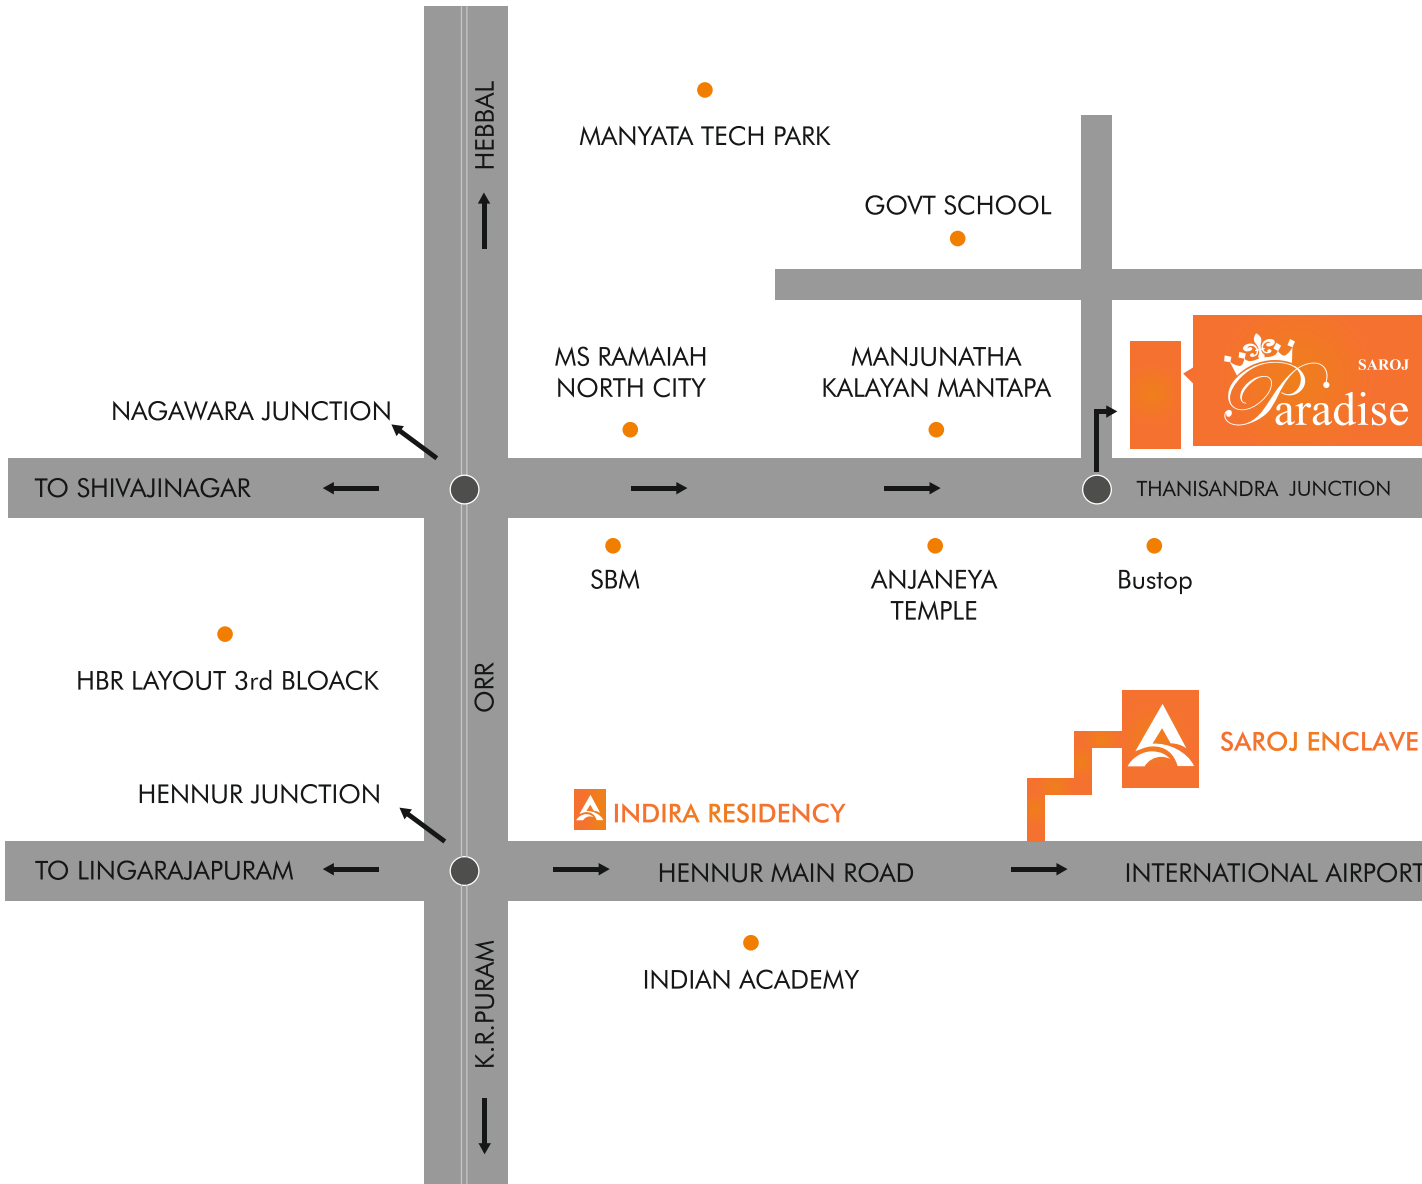 HEBBAL
MANYATA TECH PARK
GOVT SCHOOL
MS RAMAIAH
NORTH CITY
MANJUNATHA
KALAYAN MANTAPA
SAROJ
Paradise
NAGAWARA JUNCTION
TO SHIVAJINAGAR
THANISANDRA JUNCTION
SBM
ANJANEYA
TEMPLE
Bustop
HBR LAYOUT 3rd BLOACK
ORR
SAROJ ENCLAVE
HENNUR JUNCTION
INDIRA RESIDENCY
TO LINGARAJAPURAM
HENNUR MAIN ROAD
INTERNATIONAL AIRPORT
K.R.PURAM
INDIAN ACADEMY